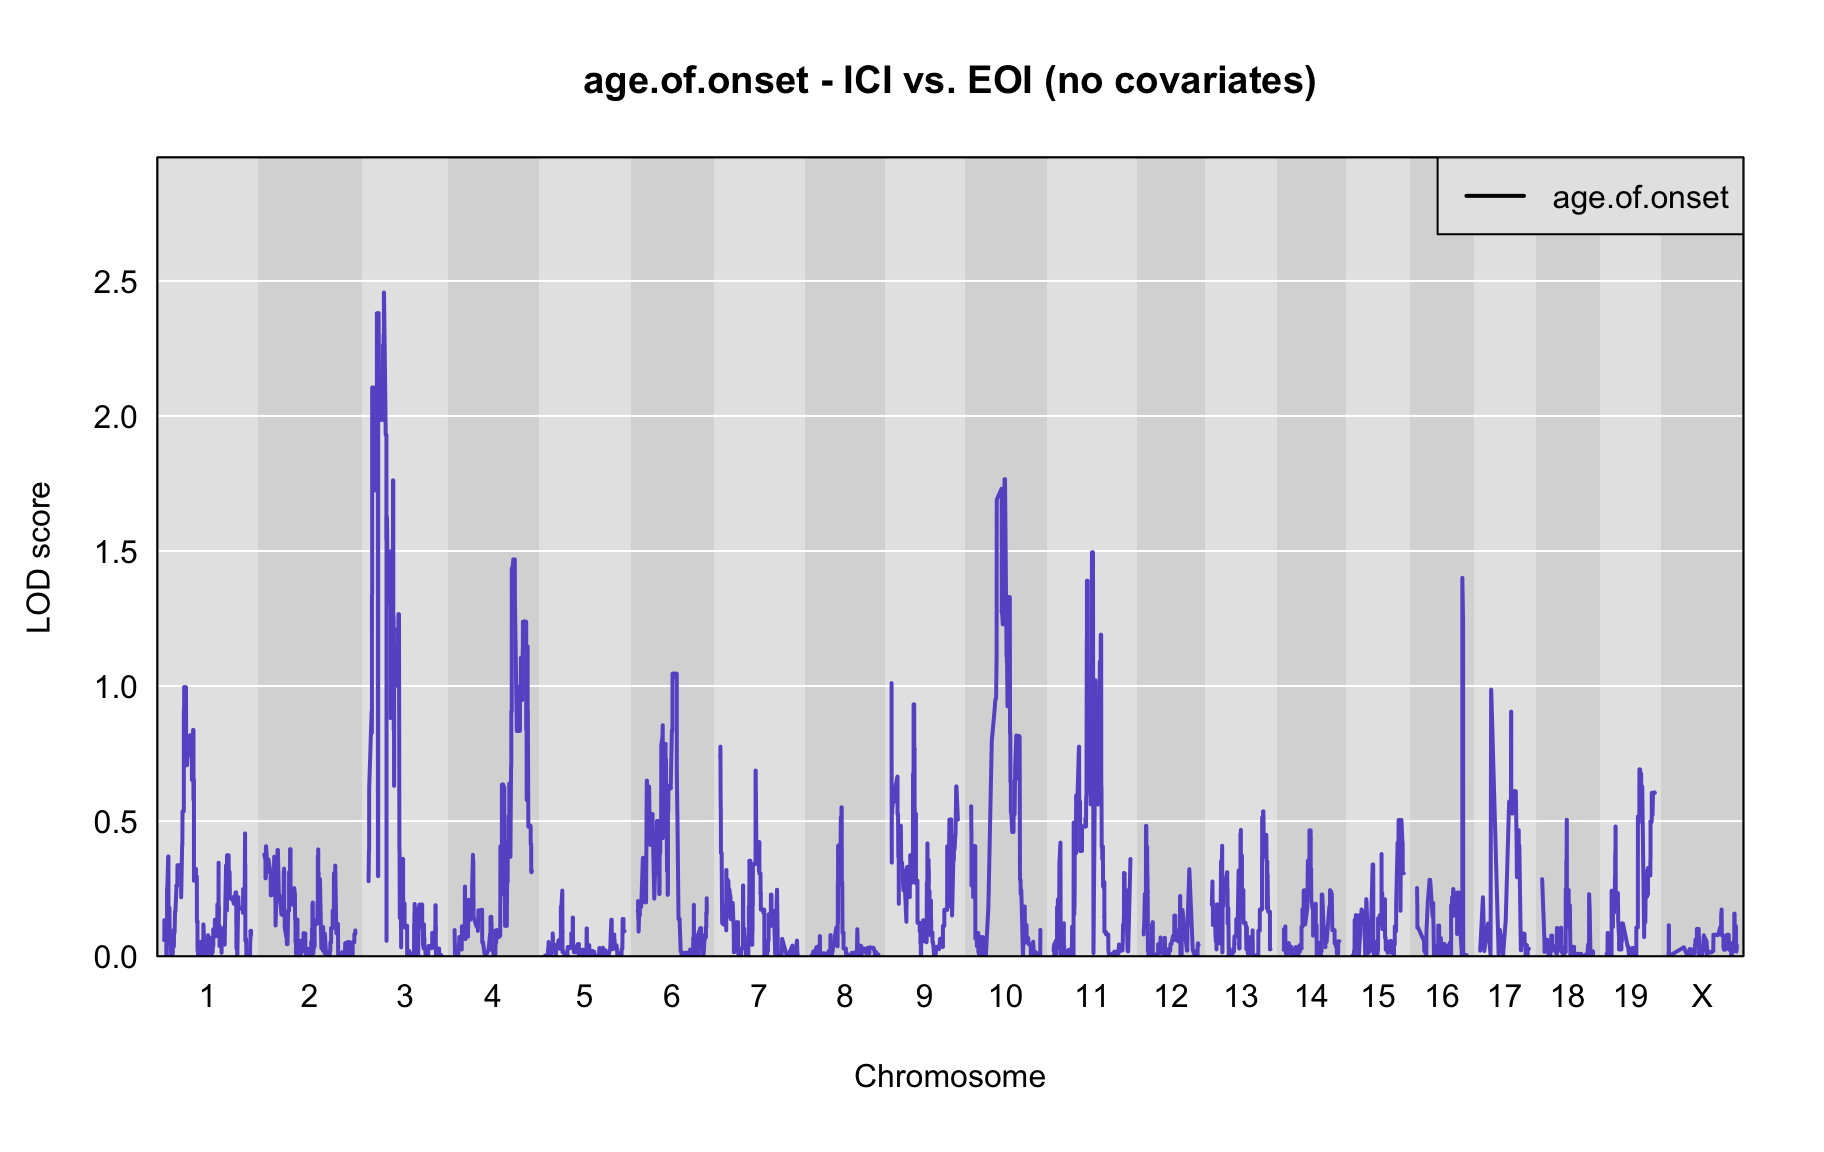 age.of.onset - ICI vs. EOI (no covariates)
age.of.onset
2.5
2.0
1.5
1.0
0.5
0.0
LOD score
1 2 3 4 5 6 7 8 9 10 11 12 13 14 15 16 17 18 19 X
Chromosome